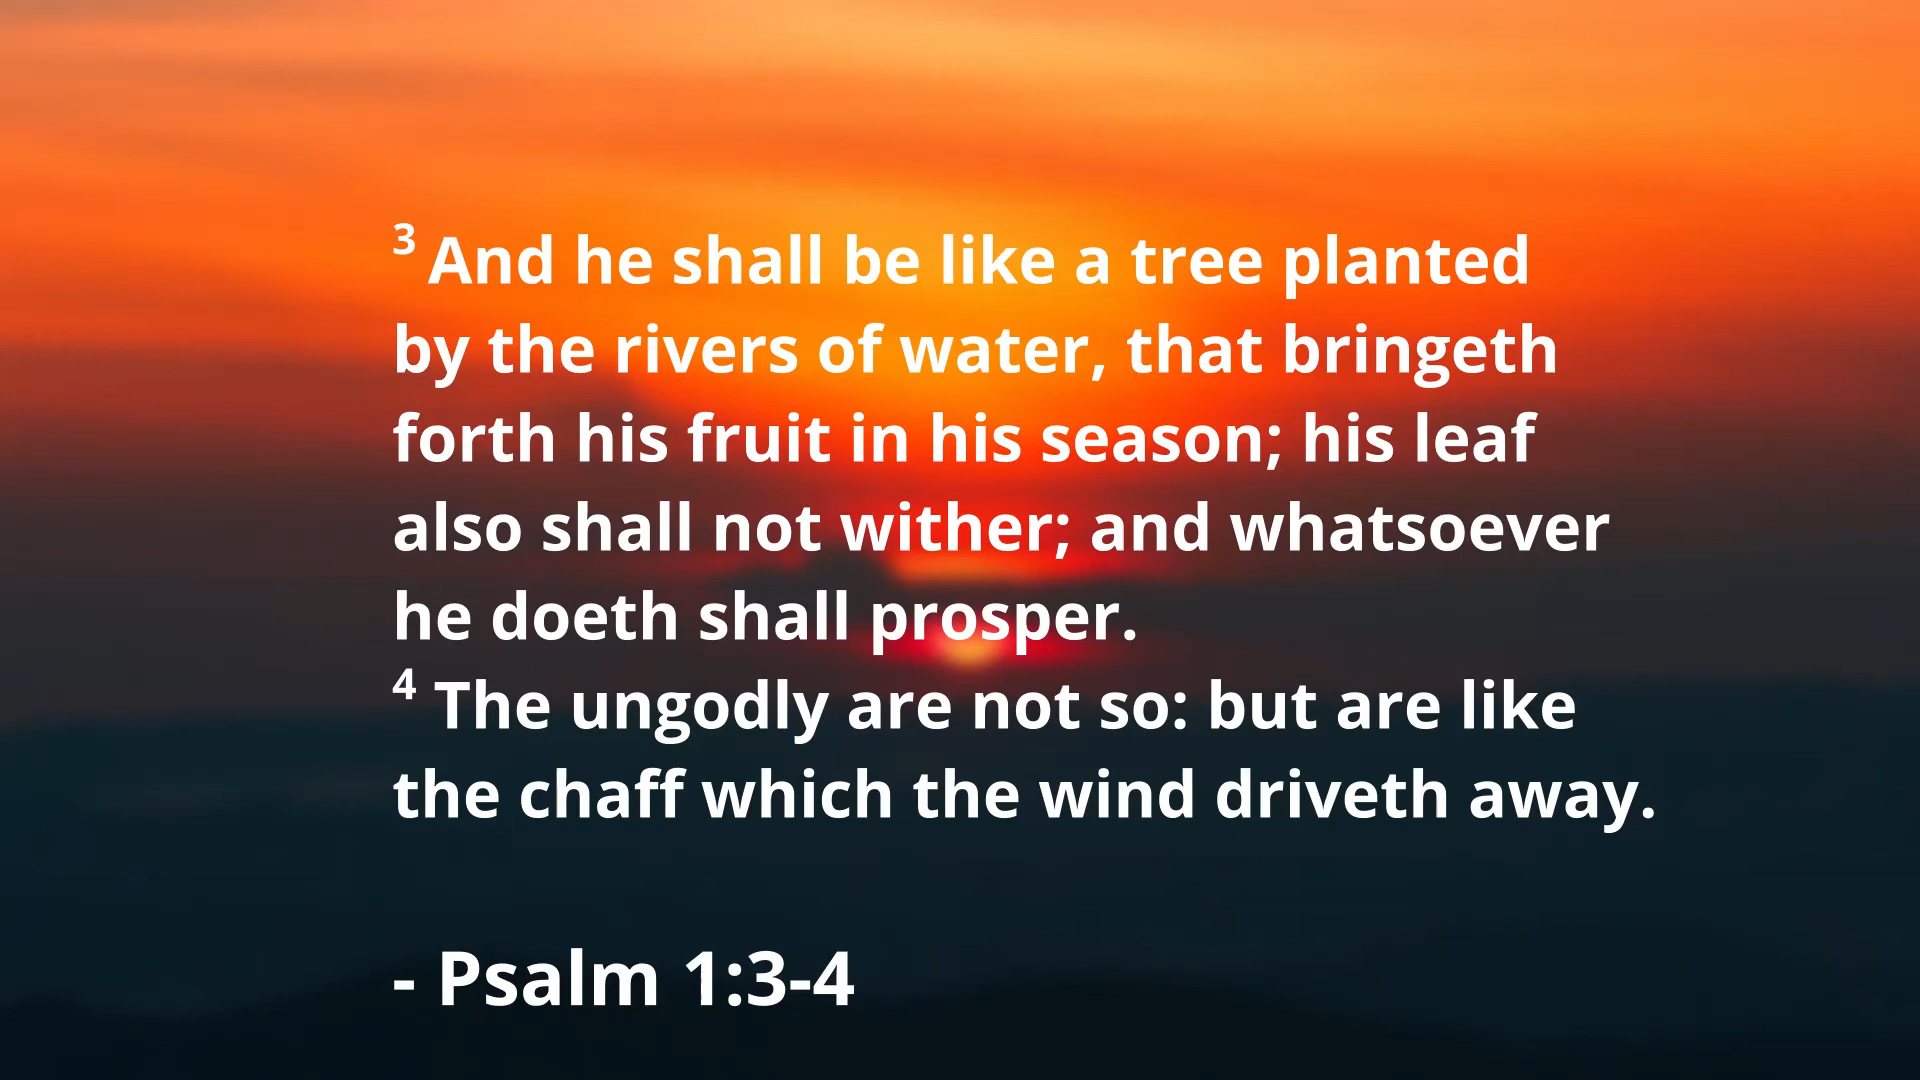 3 And he shall be like a tree planted
by the rivers of water, that bringeth
forth his fruit in his season; his leaf
also shall not wither; and whatsoever
he doeth shall prosper.
4 The ungodly are not so: but are like
the chaff which the wind driveth away.
- Psalm 1:3-4